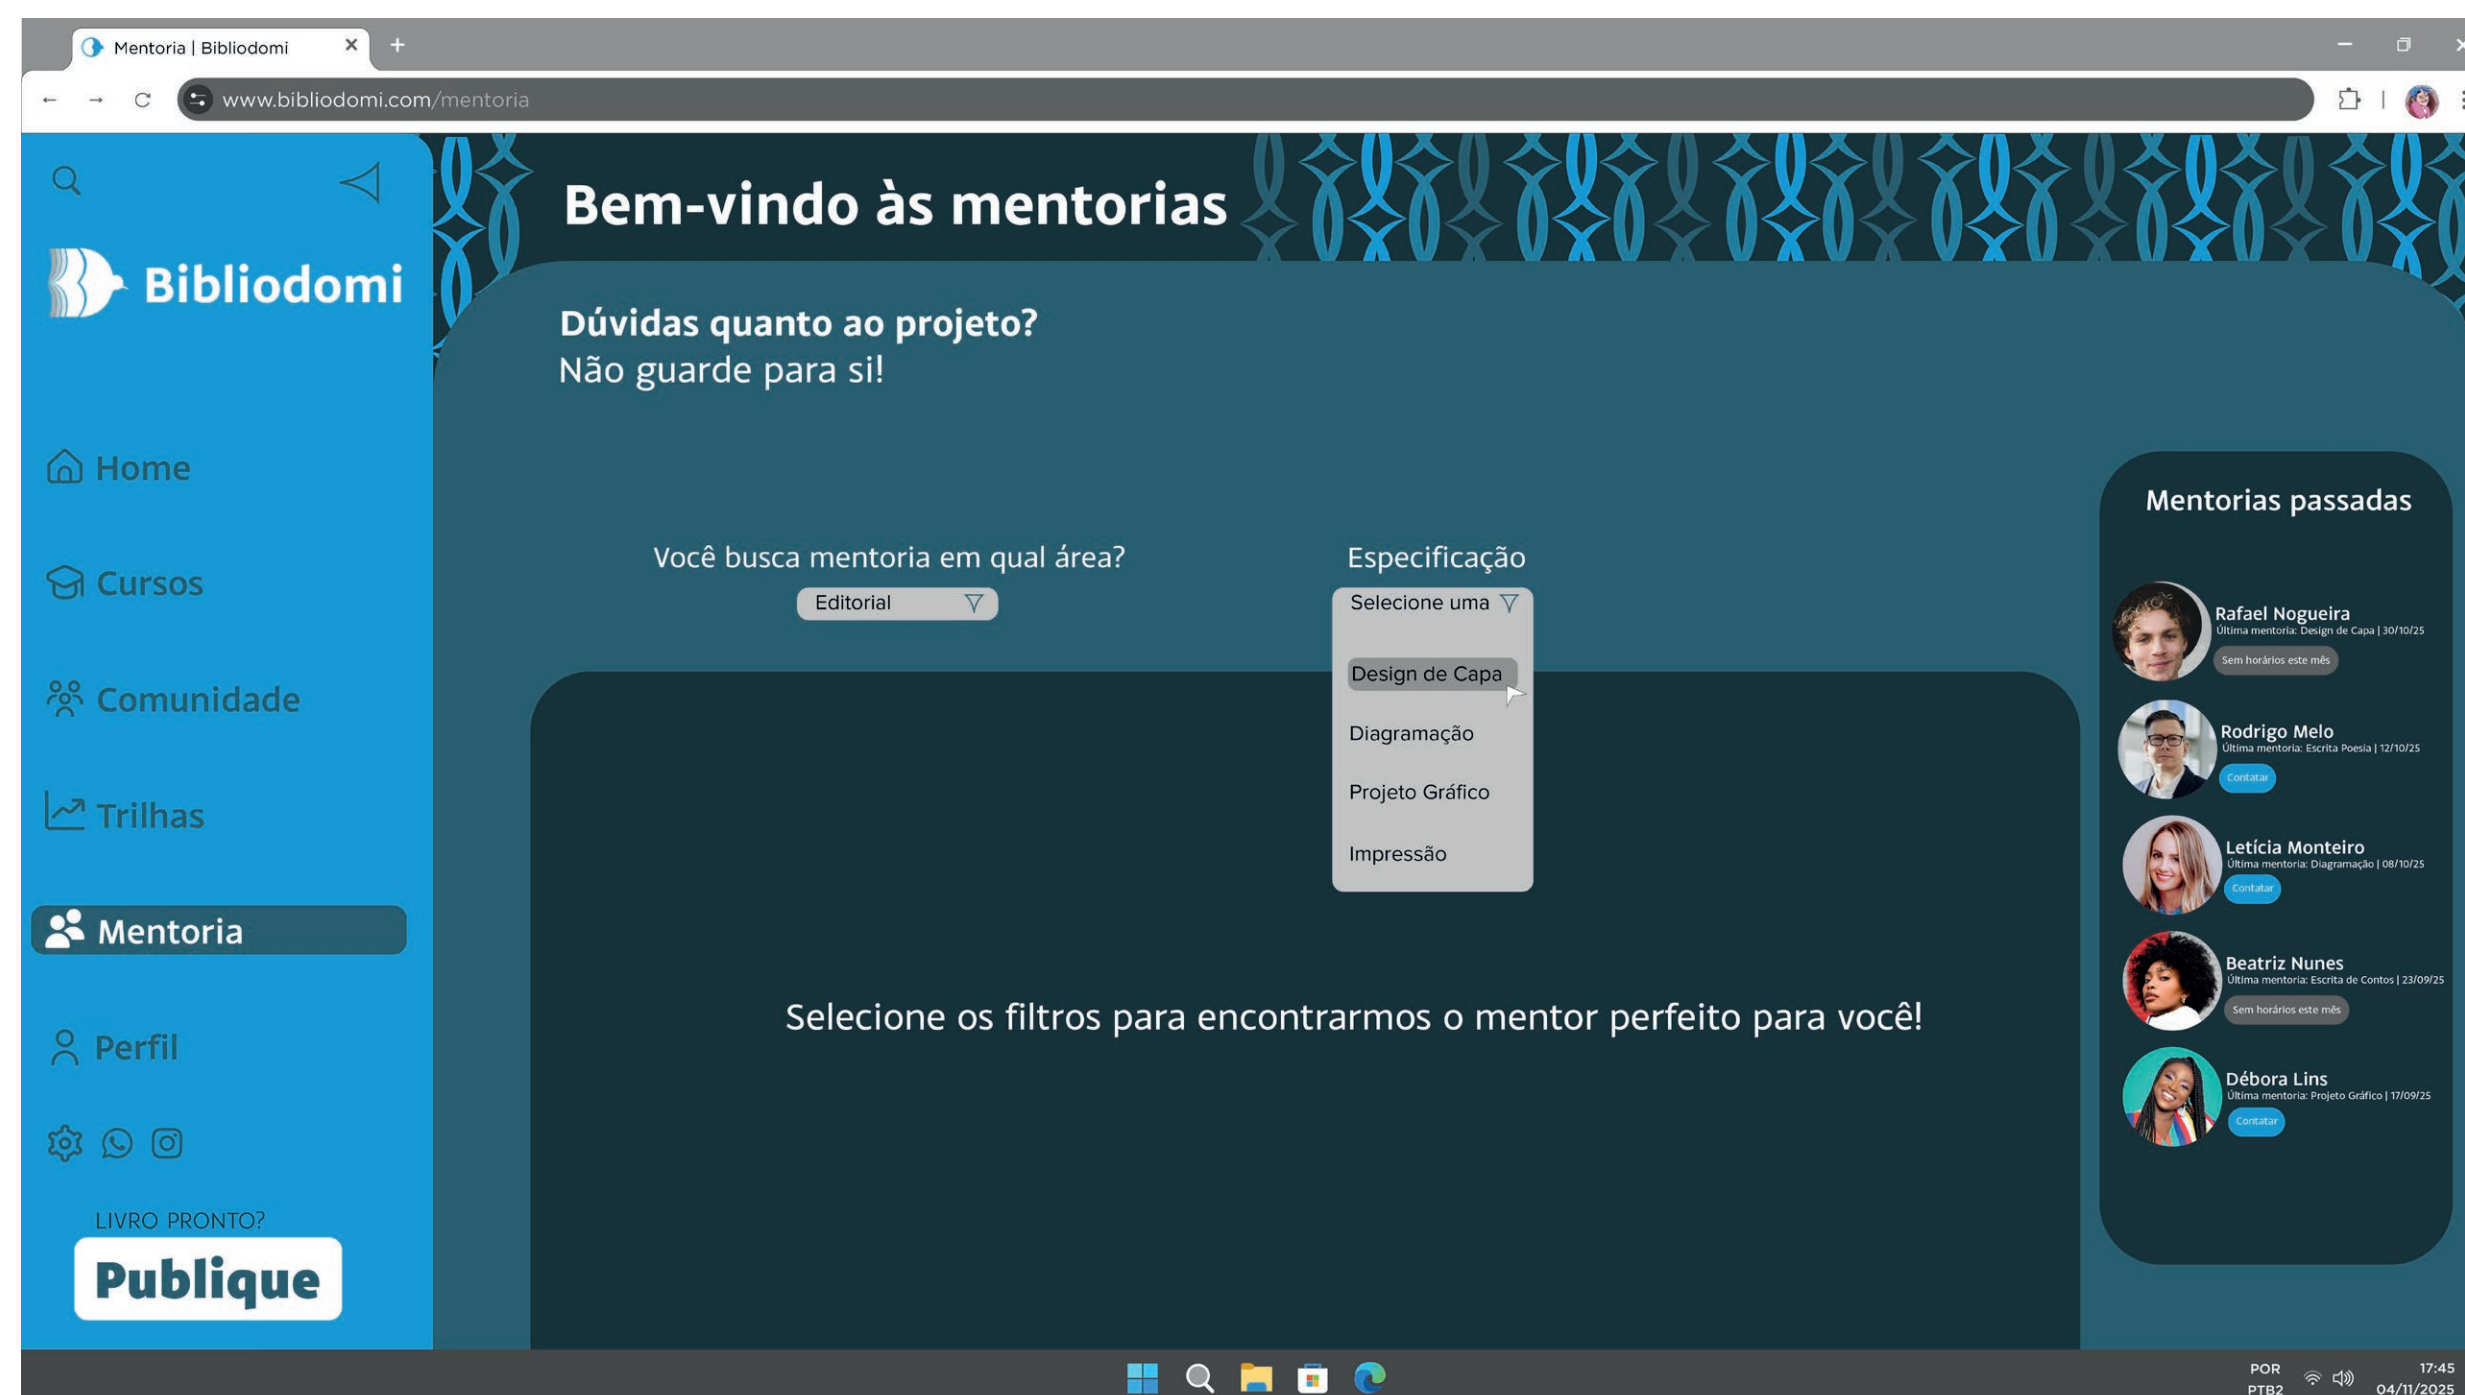 Mentoria | Bibliodomi
www.bibliodomi.com/mentoria
Bibliodomi
Home
Cursos
Comunidade
Trilhas
Mentoria
Perfil
LIVRO PRONTO?
Publique
Bem-vindo às mentorias
Dúvidas quanto ao projeto?
Não guarde para si!
Você busca mentoria em qual área?
Editorial
Especificação
Selecione uma
Design de Capa
Diagramação
Projeto Gráfico
Impressão
Selecione os filtros para encontrarmos o mentor perfeito para você!
Mentorias passadas
Rafael Nogueira
Última mentoria: Design de Capa | 30/10/25
Sem horários este mês
Rodrigo Melo
Última mentoria: Escrita Poesia | 12/10/25
Contatar
Letícia Monteiro
Última mentoria: Diagramação | 08/10/25
Contatar
Beatriz Nunes
Última mentoria: Escrita de Contos | 23/09/25
Sem horários este mês
Débora Lins
Última mentoria: Projeto Gráfico | 17/09/25
Contatar
POR
PTB2
17:45
04/11/2025